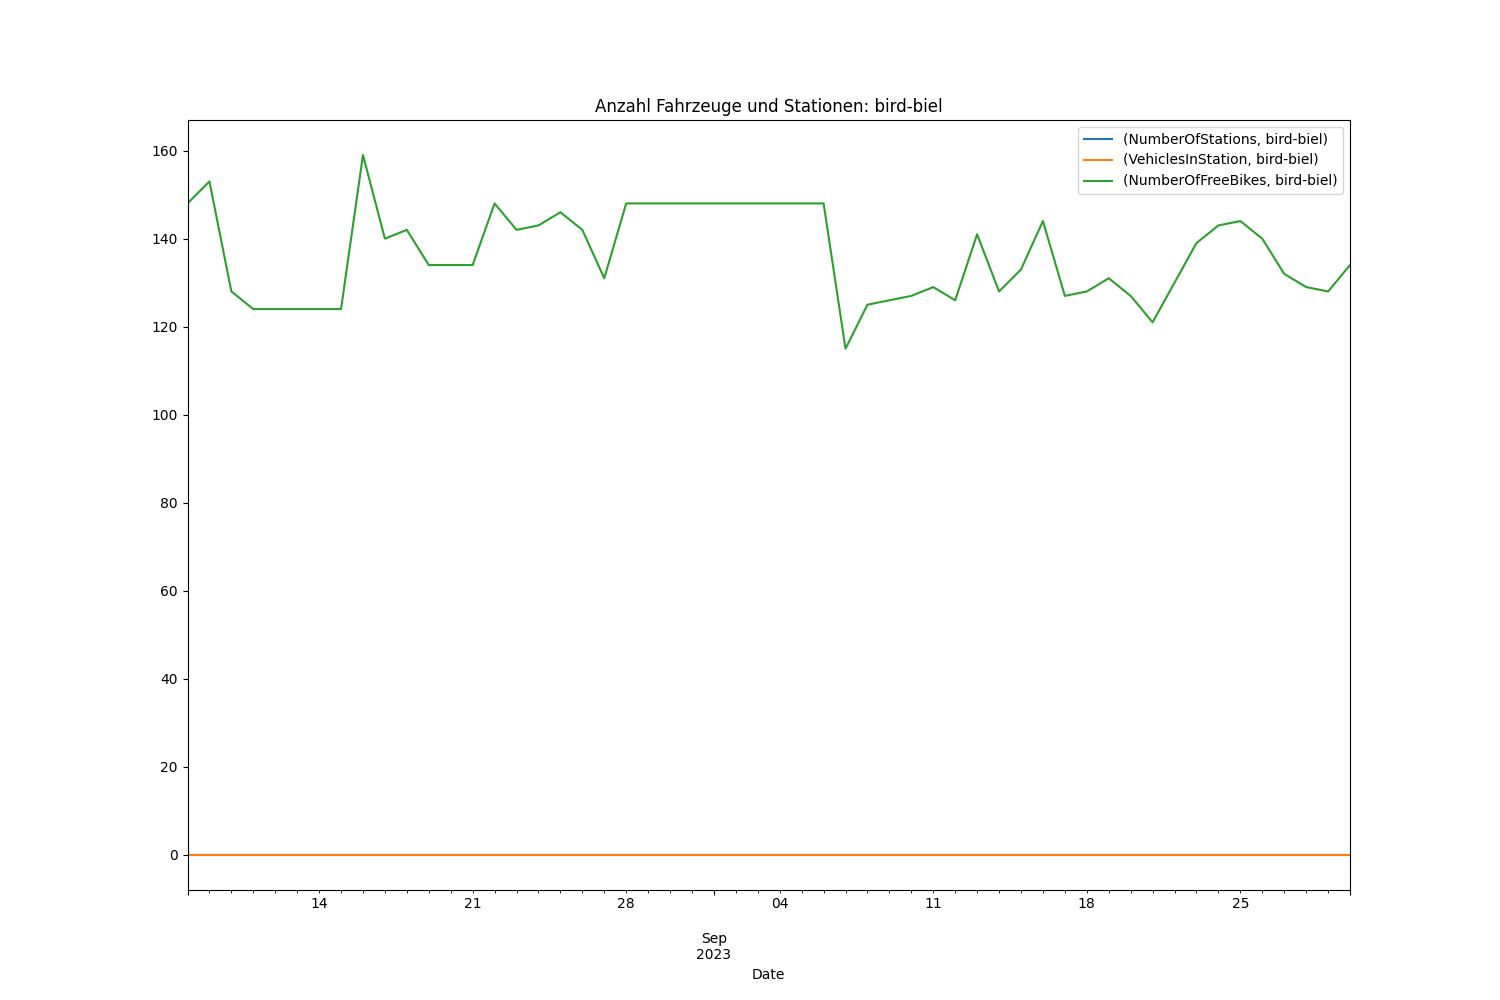 Anzahl Fahrzeuge und Stationen: bird-biel
(NumberOfStations, bird-biel)
(VehiclesInStation, bird-biel)
(NumberOfFreeBikes, bird-biel)
160
140
120
100
80
60
40
20
0
14 21 28 04 11 18 25
Sep
2023
Date